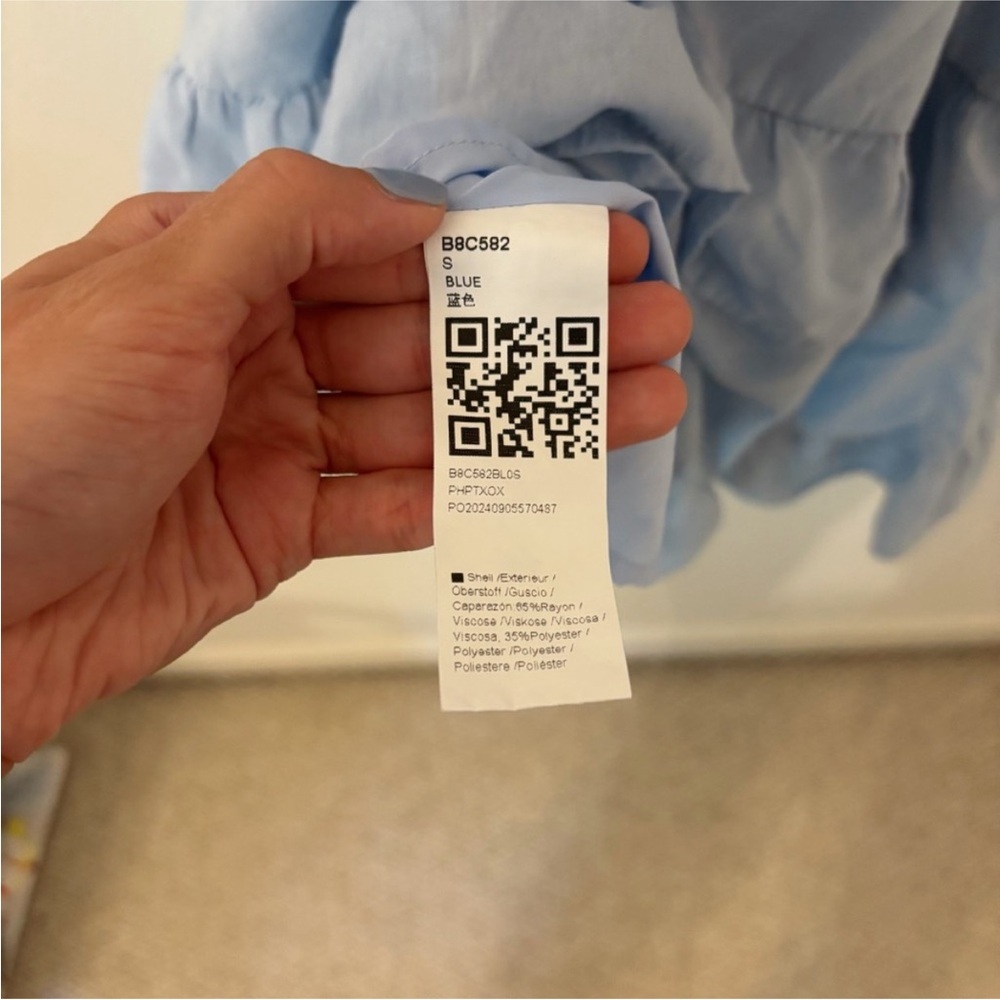 B8C582
S
BLUE
蓝色
B8C582BL0S
PHPTXOX
PO20240905570487
Shell /Exterieur /
Oberstoff /Guscio /
Caparazón:65%Rayon /
Viscose /Viskose /Viscosa /
Viscosa, 35%Polyester /
Polyester /Polyester /
Poliestere /Poliéster